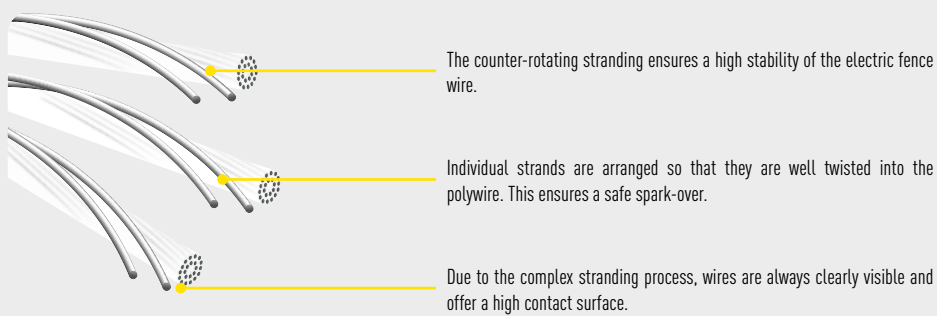 The counter-rotating stranding ensures a high stability of the electric fence
wire.
Individual strands are arranged so that they are well twisted into the
polywire. This ensures a safe spark-over.
Due to the complex stranding process, wires are always clearly visible and
offer a high contact surface.